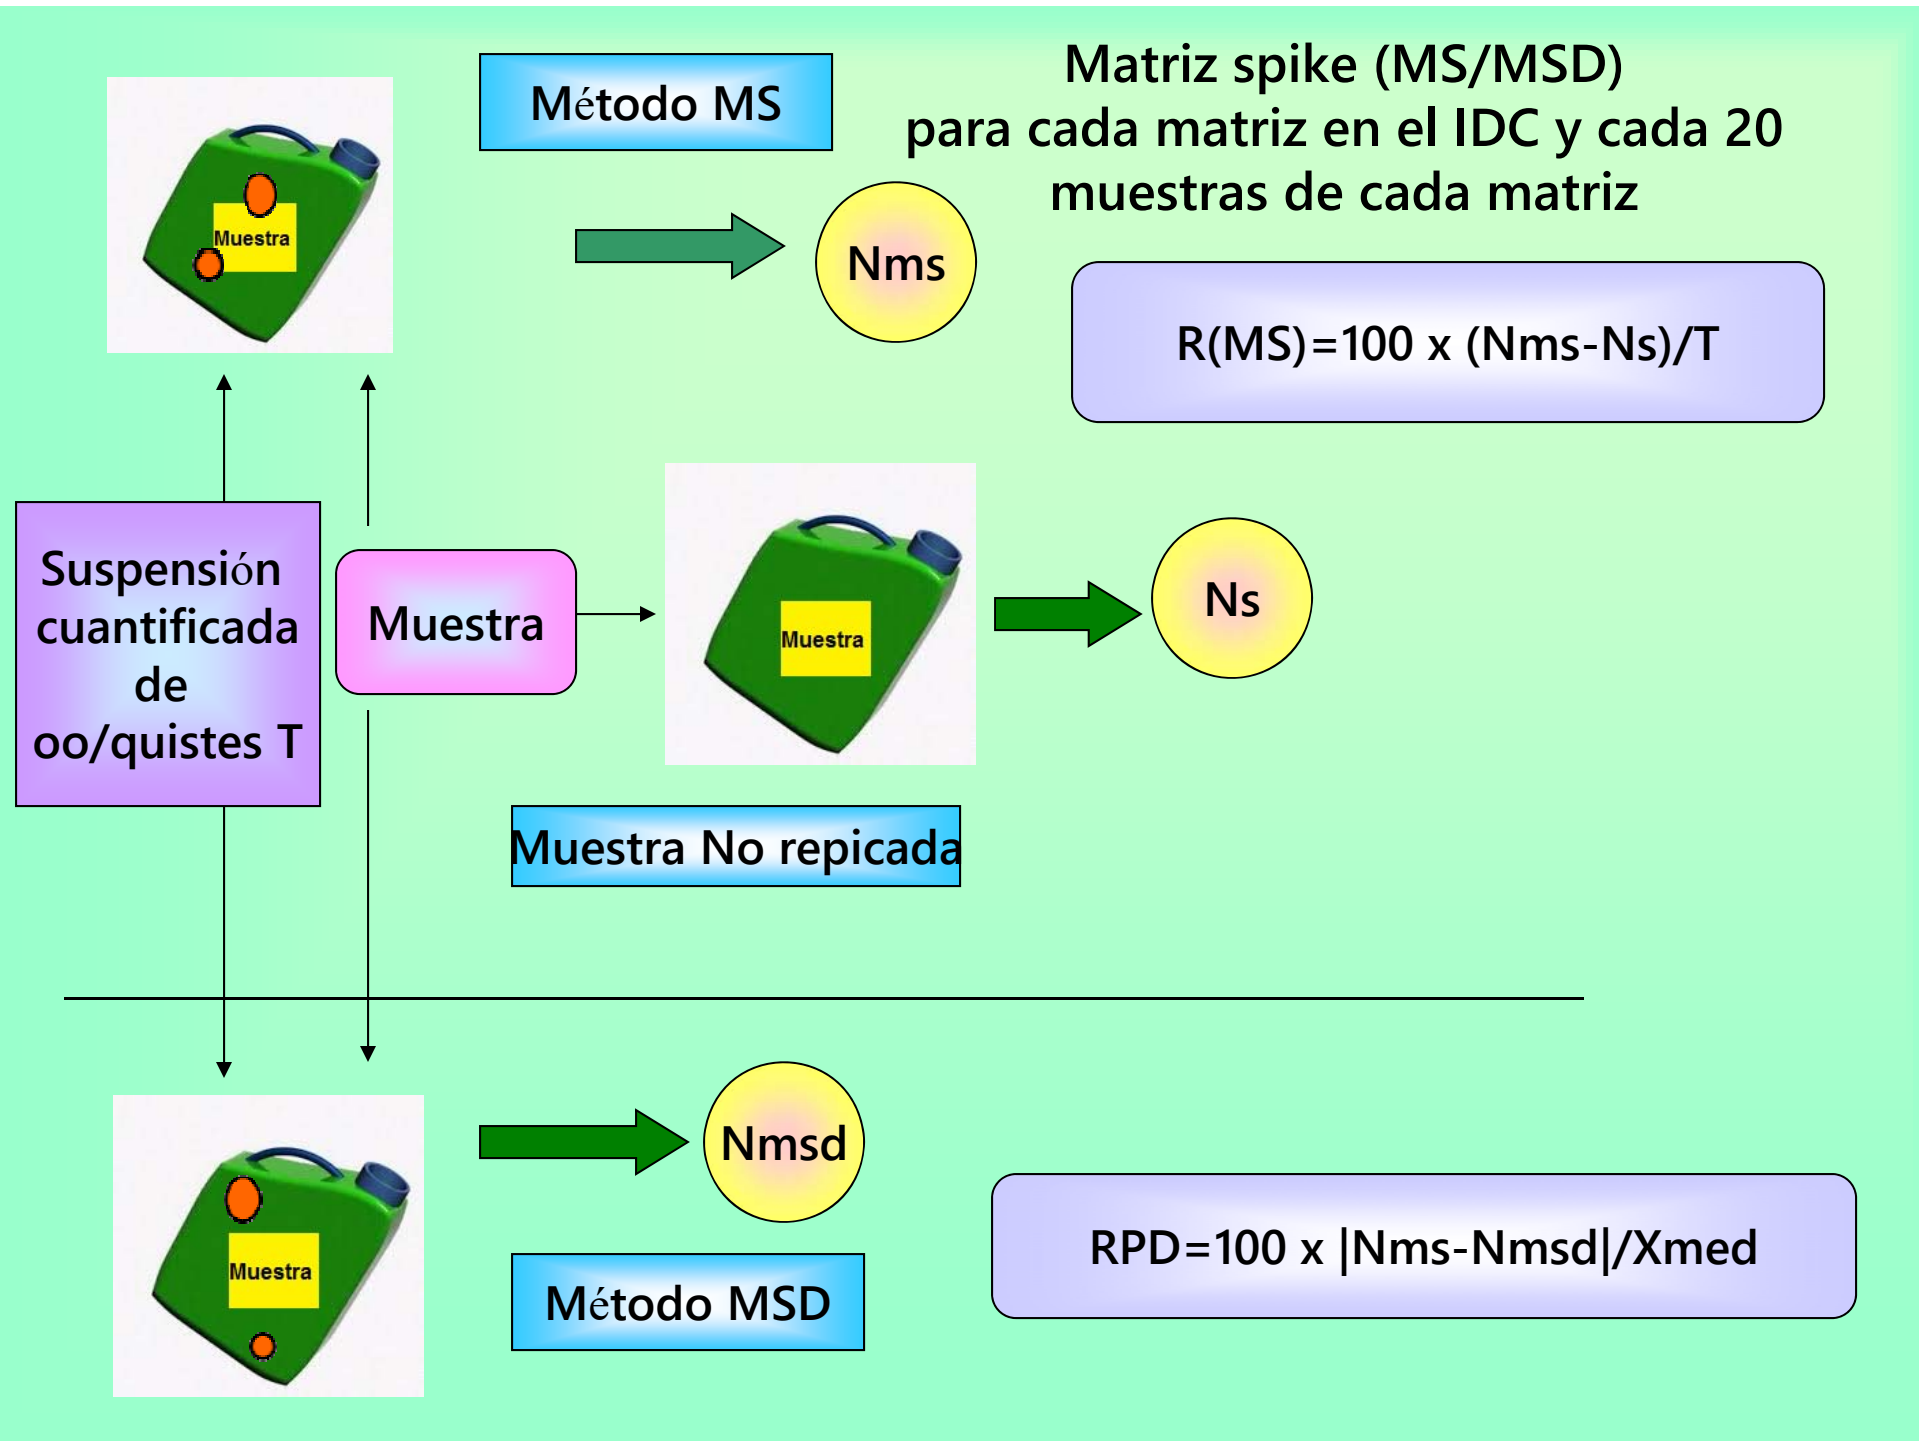 Matriz spike (MS/MSD)
para cada matriz en el IDC y cada 20
muestras de cada matriz
Método MS
Muestra
Nms
R(MS)=100 x (Nms-Ns)/T
Suspensión
cuantificada
de
oo/quistes T
Muestra
Muestra
Ns
Muestra No repicada
Nmsd
Muestra
Método MSD
RPD=100 x |Nms-Nmsd|/Xmed